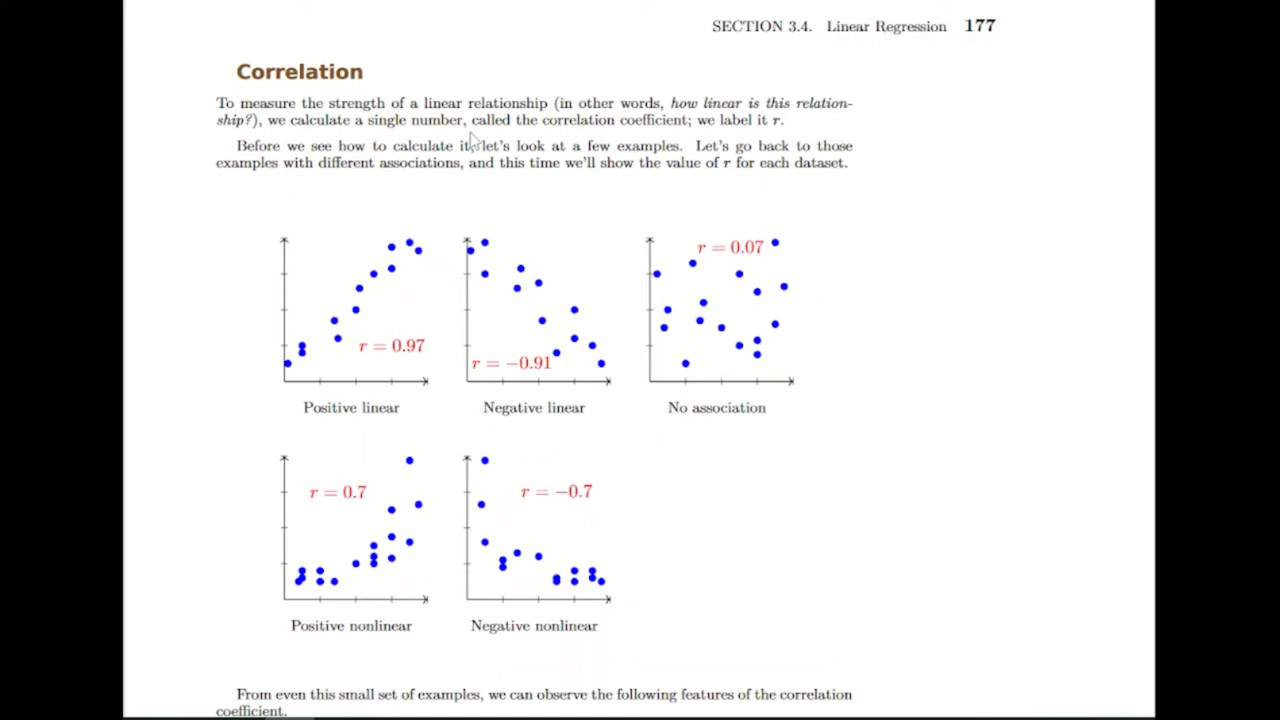 SECTION 3.4. Linear Regression 177
Correlation
To measure the strength of a linear relationship (in other words, how linear is this relation-
ship?), we calculate a single number, called the correlation coefficient; we label it r.
Before we see how to calculate it, let's look at a few examples. Let's go back to those
examples with different associations, and this time we'll show the value of r for each dataset.
r = 0.97
r = −0.91
r = 0.07
Positive linear
Negative linear
No association
r = 0.7
r = −0.7
Positive nonlinear
Negative nonlinear
From even this small set of examples, we can observe the following features of the correlation
coefficient.